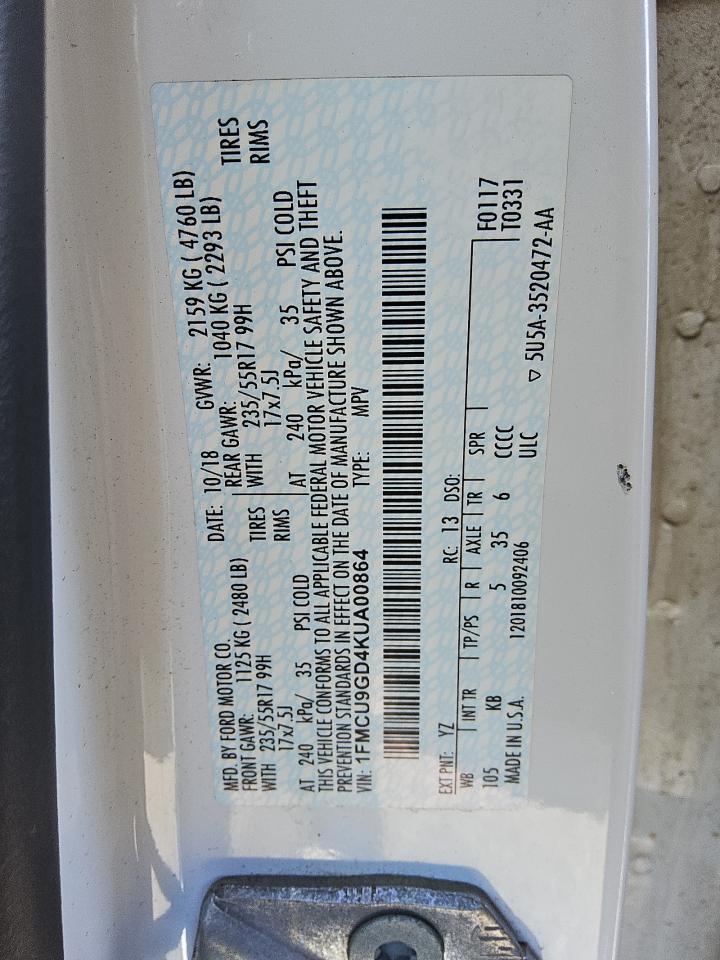 MFD. BY FORD MOTOR CO.
DATE: 10/18 GVWR: 2159 KG ( 4760 LB)
FRONT GAWR: 1125 KG ( 2480 LB)
REAR GAWR: 1040 KG ( 2293 LB)
WITH 235/55R17 99H TIRES
WITH 235/55R17 99H TIRES
17x7.5J RIMS
17x7.5J RIMS
AT 240 kPa/ 35 PSI COLD
AT 240 kPa/ 35 PSI COLD
THIS VEHICLE CONFORMS TO ALL APPLICABLE FEDERAL MOTOR VEHICLE SAFETY AND THEFT
PREVENTION STANDARDS IN EFFECT ON THE DATE OF MANUFACTURE SHOWN ABOVE.
VIN: 1FMCU9GD4KUA00864 TYPE: MPV
EXT PNT: YZ RC: 13 DSO:
WB INT TR TP/PS R AXLE TR SPR F0117
105 KB 5 35 6 CCCC T0331
MADE IN U.S.A. 1201810092406 ULC ▽ 5U5A-3520472-AA